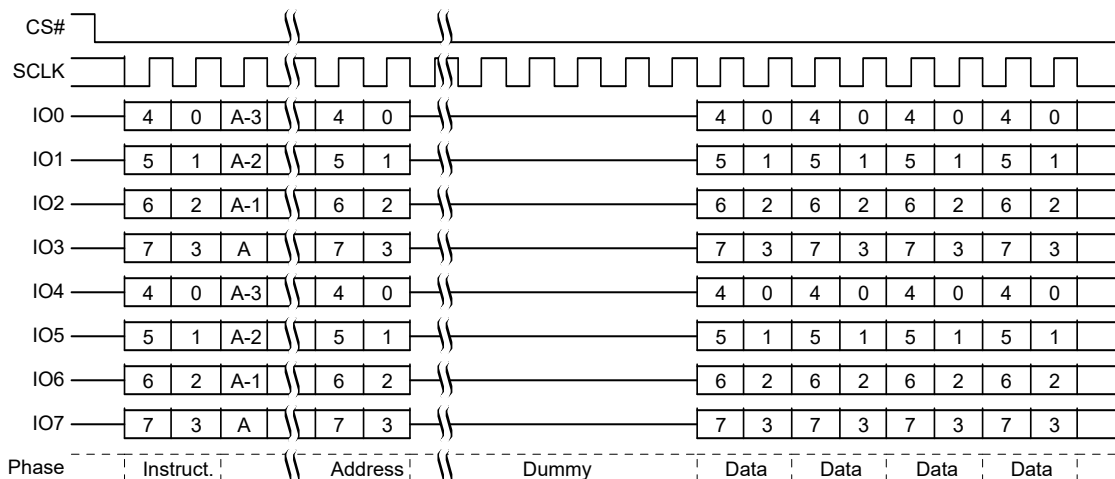 CS#
SCLK
IO0 4 0 A-3 4 0 4 0 4 0 4 0 4 0
IO1 5 1 A-2 5 1 5 1 5 1 5 1 5 1
IO2 6 2 A-1 6 2 6 2 6 2 6 2 6 2
IO3 7 3 A 7 3 7 3 7 3 7 3 7 3
IO4 4 0 A-3 4 0 4 0 4 0 4 0 4 0
IO5 5 1 A-2 5 1 5 1 5 1 5 1 5 1
IO6 6 2 A-1 6 2 6 2 6 2 6 2 6 2
IO7 7 3 A 7 3 7 3 7 3 7 3 7 3
Phase Instruct. Address Dummy Data Data Data Data